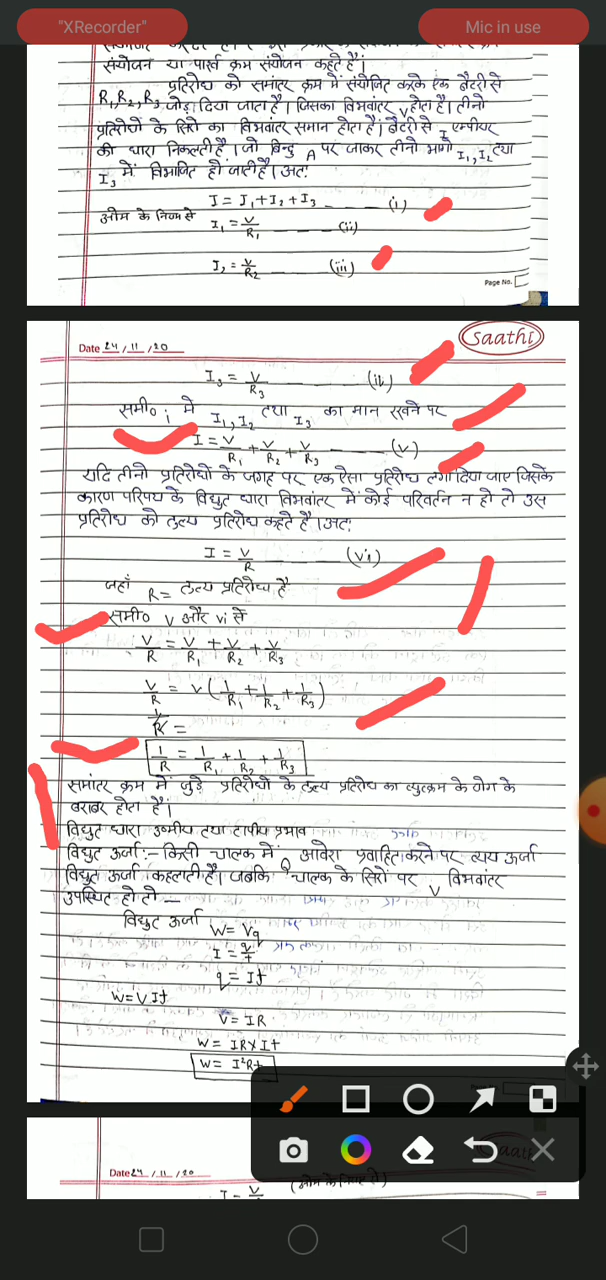 "XRecorder"
Mic in use
संयोजन या पार्श्व क्रम संयोजन कहते हैं।
प्रतिरोध को समांतर क्रम में संयोजित करके एक बैटरी से
R₁, R₂, R₃ जोड़ दिया जाता है। जिसका विभवांतर V होता है। तीनो
प्रतिरोधों के सिरों का विभवांतर समान होता है। बैटरी से I एम्पीयर
की धारा निकलती है। जो बिन्दु A पर जाकर तीनो भागो I₁, I₂ तथा
I₃ में विभाजित हो जाती है। अतः
I = I₁ + I₂ + I₃ - - - - (i)
ओम के नियम से I₁ = V/R₁ - - - - (ii)
I₂ = V/R₂ (iii)
Page No.
Date 24/11/20
Saathi
I₃ = V/R₃ (iv)
समी० i में I₁, I₂ तथा I₃ का मान रखने पर
I = V/R₁ + V/R₂ + V/R₃ (v)
यदि तीनो प्रतिरोधों के जगह पर एक ऐसा प्रतिरोध लगा दिया जाए जिसके
कारण परिपथ के विद्युत धारा विभवांतर में कोई परिवर्तन न हो तो उस
प्रतिरोध को तुल्य प्रतिरोध कहते हैं। अतः
I = V/R (vi)
जहाँ R = तुल्य प्रतिरोध है
समी० v और vi से
V/R = V/R₁ + V/R₂ + V/R₃
V/R = V(1/R₁ + 1/R₂ + 1/R₃)
=
1/R = 1/R₁ + 1/R₂ + 1/R₃
समांतर क्रम में जुड़े प्रतिरोधों के तुल्य प्रतिरोध का व्युत्क्रम के योग के
बराबर होता है।
विद्युत धारा उष्मीय तथा तापीय प्रभाव
विद्युत ऊर्जा :- किसी चालक में Q आवेश प्रवाहित करने पर व्यय ऊर्जा
विद्युत ऊर्जा कहलाती है। जबकि चालक के सिरों पर V विभवांतर
उपस्थित हो तो -
विद्युत ऊर्जा W = Vq
I = q/t
q = It
W = VIt
V = IR
W = IR × It
W = I²Rt
Date 24/11/20
I = V/